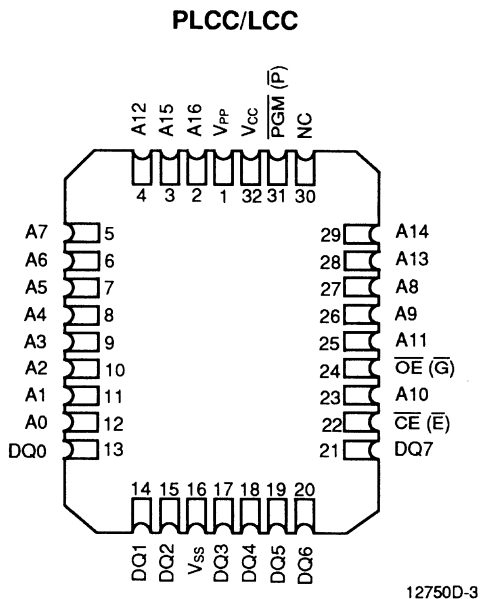 PLCC/LCC
A12 A15 A16 VPP VCC PGM (P) NC
4 3 2 1 32 31 30
A7 5 29 A14
A6 6 28 A13
A5 7 27 A8
A4 8 26 A9
A3 9 25 A11
A2 10 24 OE (G)
A1 11 23 A10
A0 12 22 CE (E)
DQ0 13 21 DQ7
14 15 16 17 18 19 20
DQ1 DQ2 VSS DQ3 DQ4 DQ5 DQ6
12750D-3